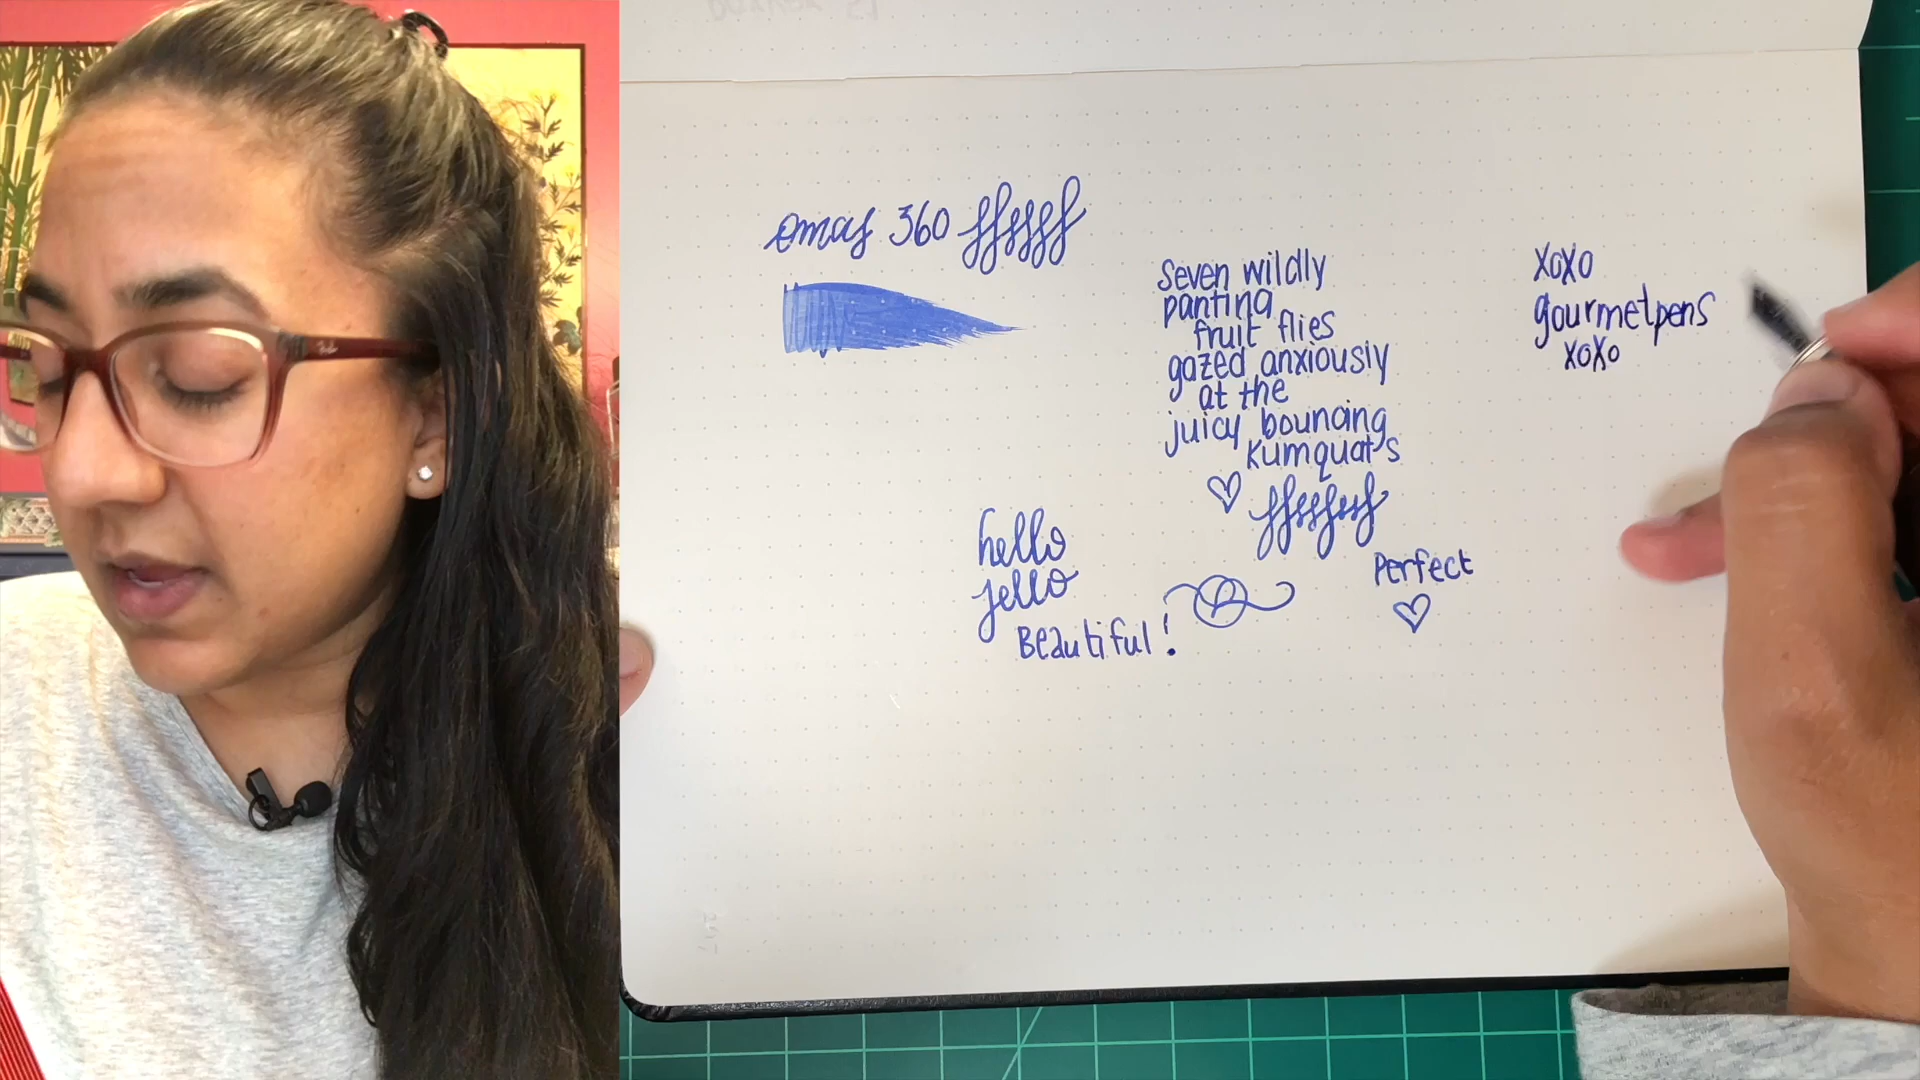 omas 360
Seven wildly
panting
fruit flies
gazed anxiously
at the
juicy bouncing
kumquats
hello
jello
Beautiful!
Perfect
XOXO
gourmetpens
XOXO